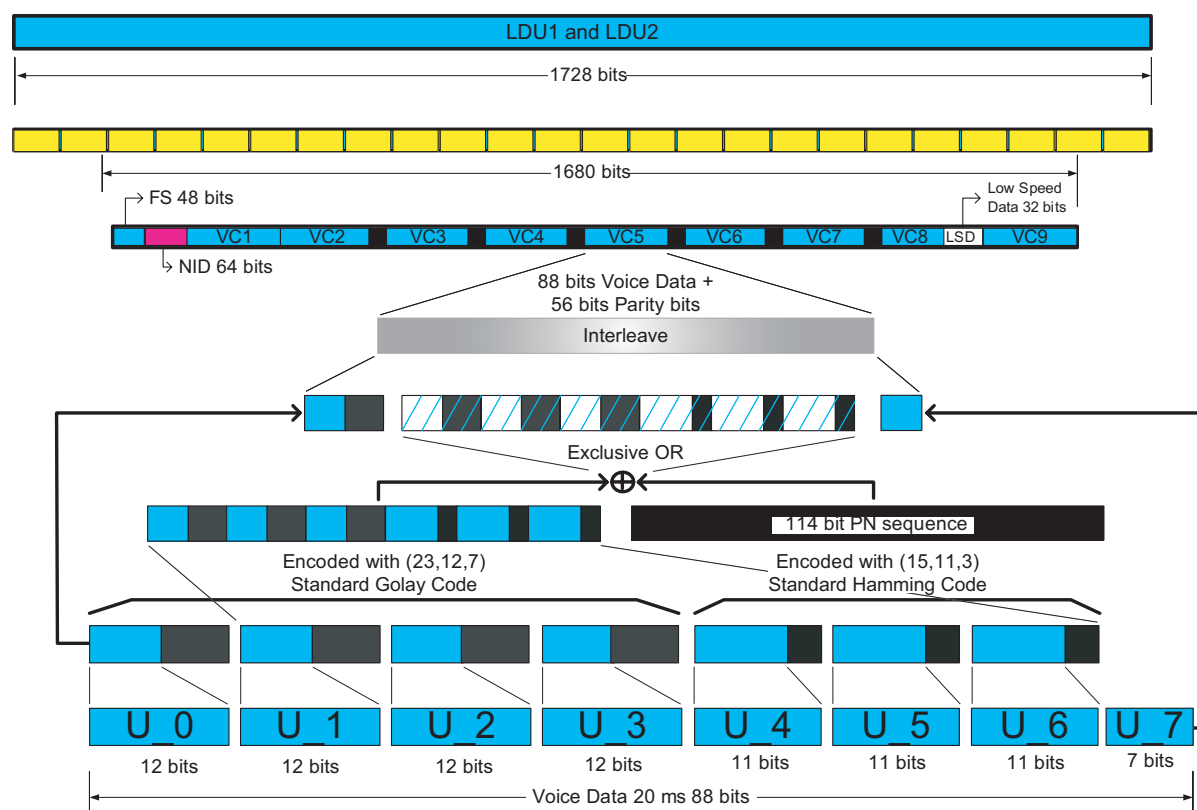 LDU1 and LDU2
1728 bits
1680 bits
FS 48 bits
Low Speed
Data 32 bits
VC1 VC2 VC3 VC4 VC5 VC6 VC7 VC8 LSD VC9
NID 64 bits
88 bits Voice Data +
56 bits Parity bits
Interleave
Exclusive OR
114 bit PN sequence
Encoded with (23,12,7)
Standard Golay Code
Encoded with (15,11,3)
Standard Hamming Code
U_0 U_1 U_2 U_3 U_4 U_5 U_6 U_7
12 bits 12 bits 12 bits 12 bits 11 bits 11 bits 11 bits 7 bits
Voice Data 20 ms 88 bits